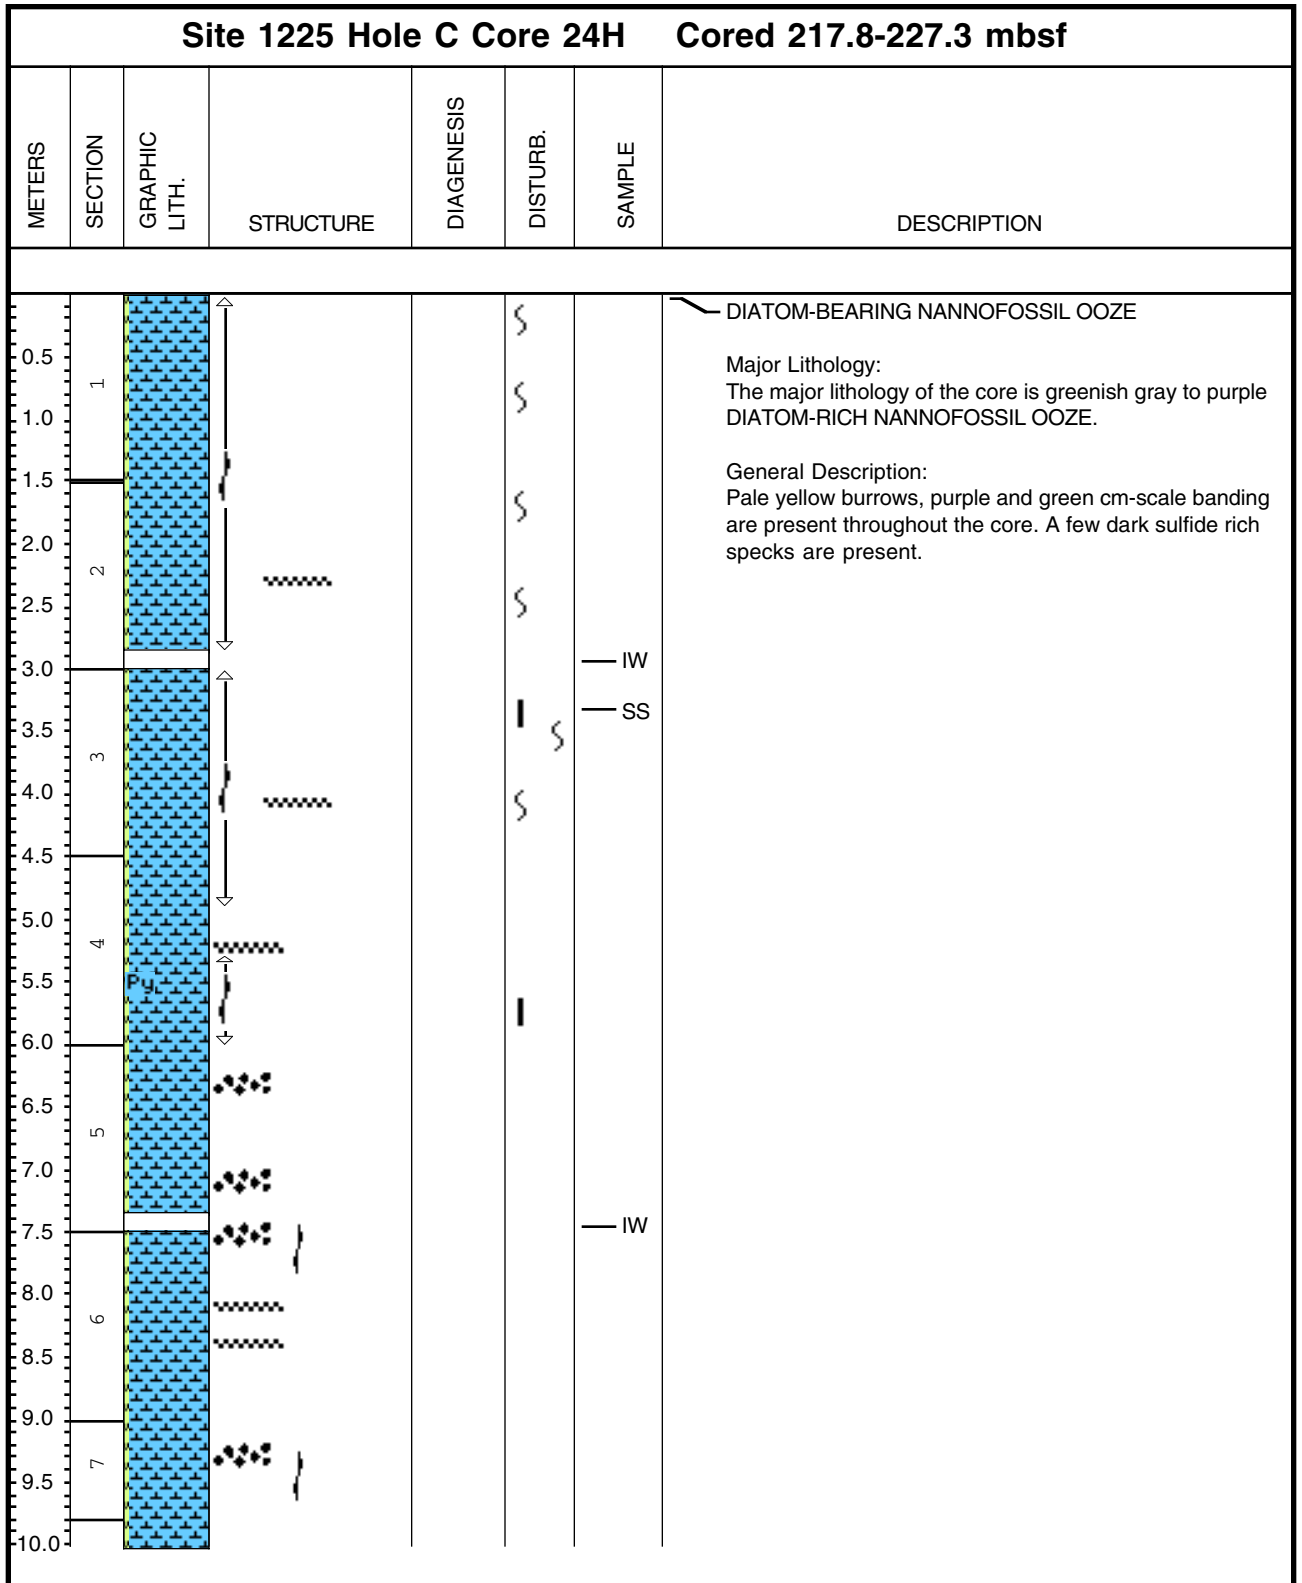 Site 1225 Hole C Core 24H Cored 217.8-227.3 mbsf
METERS
SECTION
GRAPHIC
LITH.
STRUCTURE
DIAGENESIS
DISTURB.
SAMPLE
DESCRIPTION
DIATOM-BEARING NANNOFOSSIL OOZE
0.5
Major Lithology:
1
The major lithology of the core is greenish gray to purple
1.0
DIATOM-RICH NANNOFOSSIL OOZE.
1.5
General Description:
Pale yellow burrows, purple and green cm-scale banding
2.0
are present throughout the core. A few dark sulfide rich
specks are present.
2
2.5
3.0
IW
SS
3.5
3
4.0
4.5
5.0
4
5.5
Py
6.0
6.5
5
7.0
7.5
IW
8.0
6
8.5
9.0
7
9.5
10.0